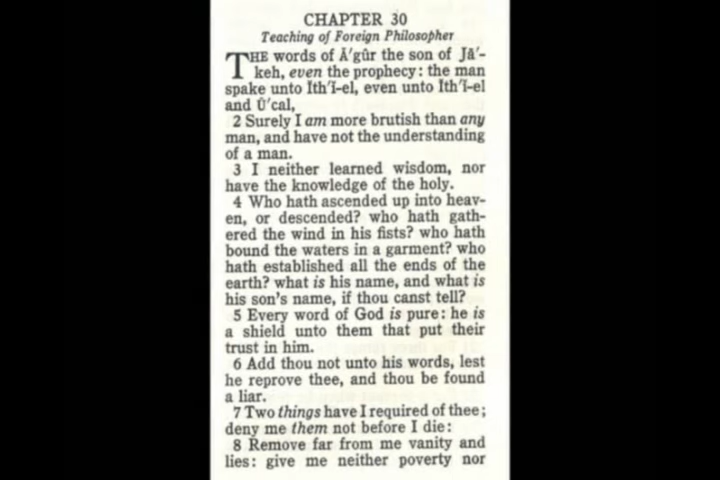 CHAPTER 30
Teaching of Foreign Philosopher
THE words of Ā′gûr the son of Jā′-
keh, even the prophecy: the man
spake unto Ĭth′ĭ-el, even unto Ĭth′ĭ-el
and Ū′cal,
2 Surely I am more brutish than any
man, and have not the understanding
of a man.
3 I neither learned wisdom, nor
have the knowledge of the holy.
4 Who hath ascended up into heav-
en, or descended? who hath gath-
ered the wind in his fists? who hath
bound the waters in a garment? who
hath established all the ends of the
earth? what is his name, and what is
his son's name, if thou canst tell?
5 Every word of God is pure: he is
a shield unto them that put their
trust in him.
6 Add thou not unto his words, lest
he reprove thee, and thou be found
a liar.
7 Two things have I required of thee;
deny me them not before I die:
8 Remove far from me vanity and
lies: give me neither poverty nor